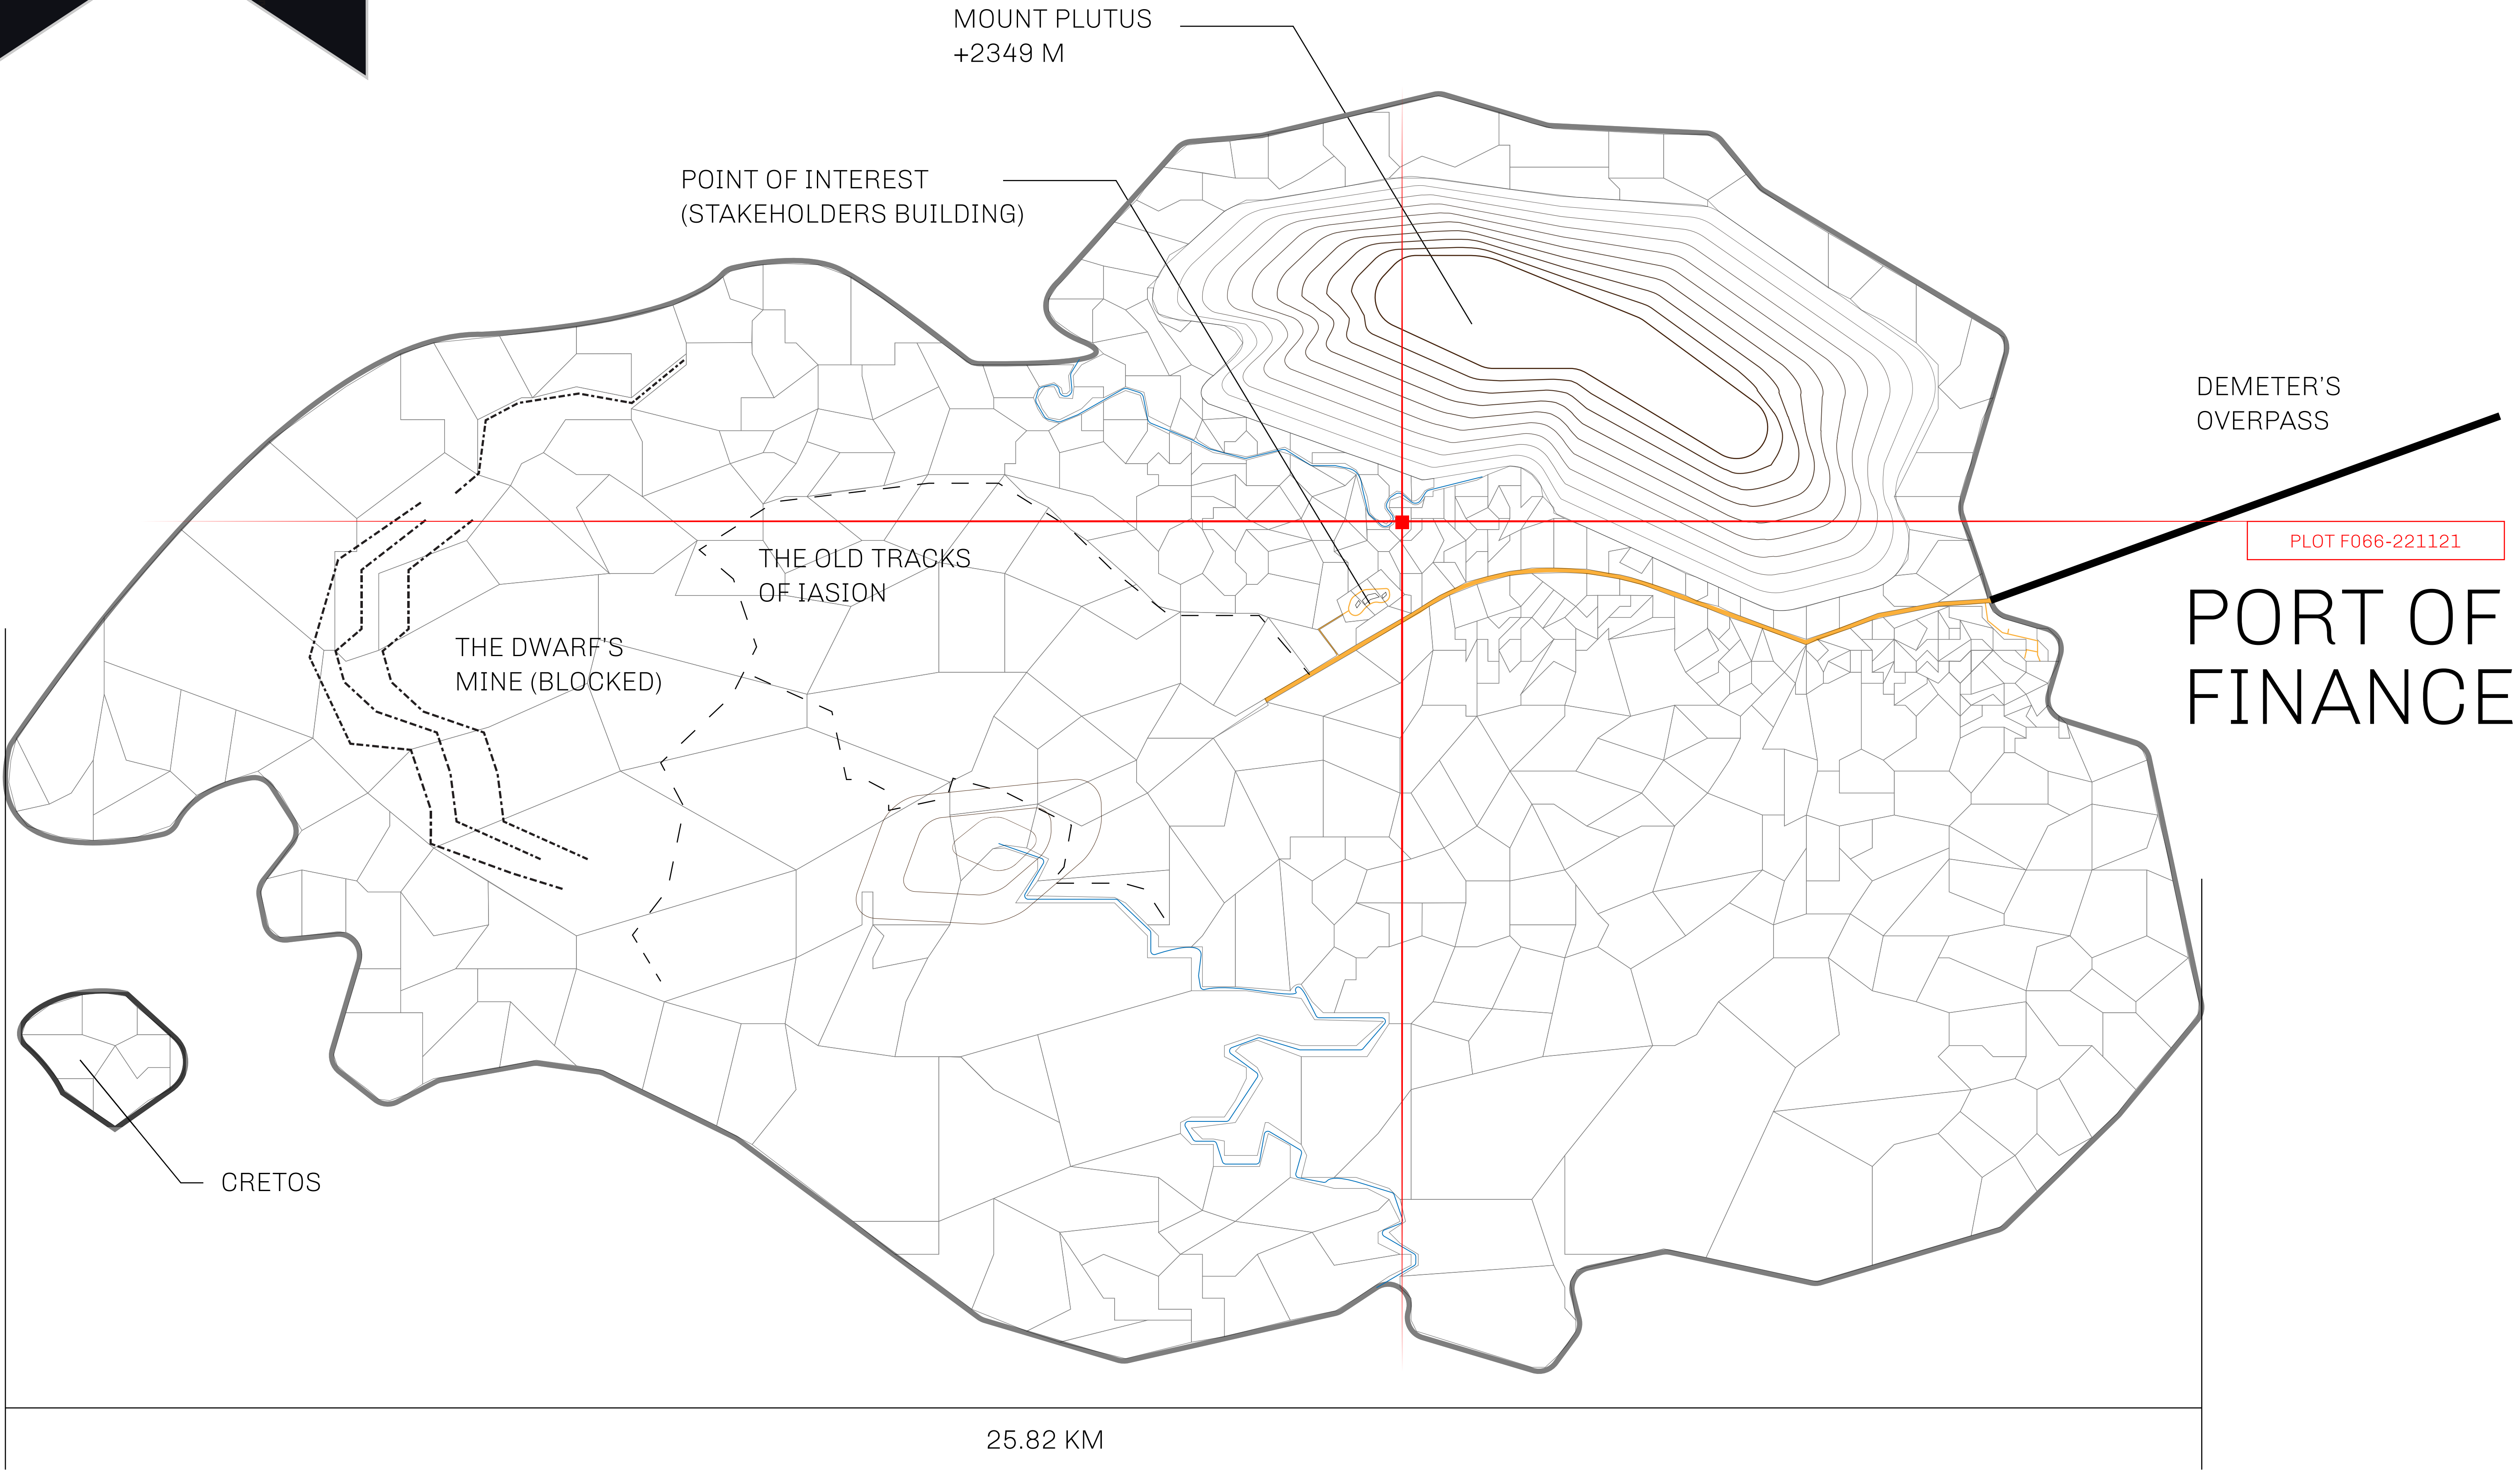 MOUNT PLUTUS
+2349 M
POINT OF INTEREST
(STAKEHOLDERS BUILDING)
DEMETER'S
OVERPASS
PLOT F066-221121
PORT OF
FINANCE
THE OLD TRACKS
OF IASION
THE DWARF'S
MINE (BLOCKED)
CRETOS
25.82 KM